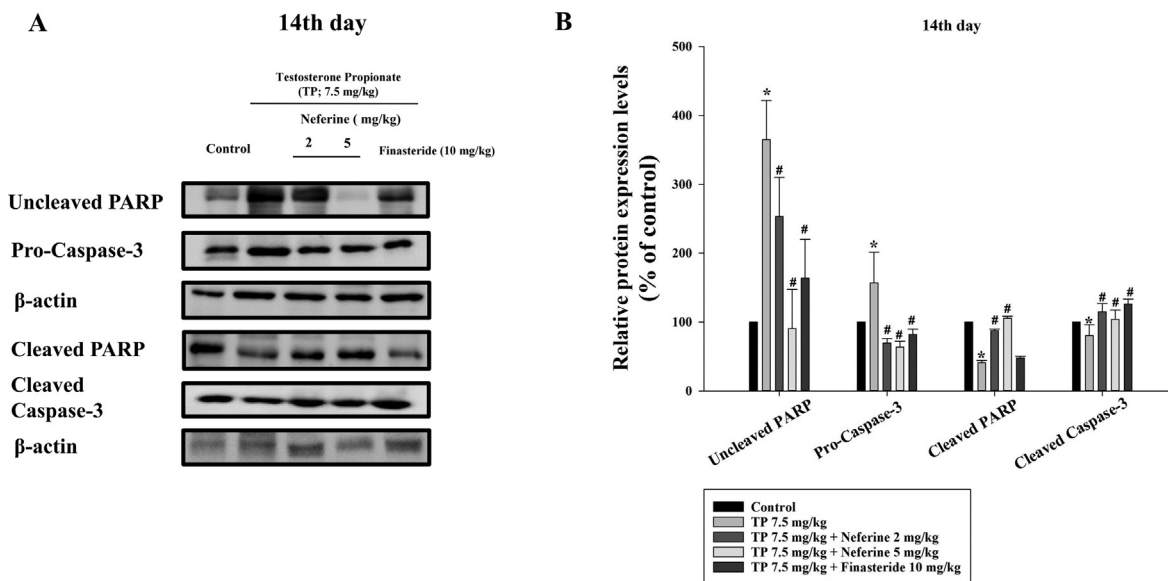 A
14th day
Testosterone Propionate
(TP; 7.5 mg/kg)
Neferine ( mg/kg)
Control
2
5
Finasteride (10 mg/kg)
Uncleaved PARP
Pro-Caspase-3
β-actin
Cleaved PARP
Cleaved
Caspase-3
β-actin
B
14th day
Relative protein expression levels
(% of control)
500
400
300
200
100
0
*
#
#
#
*
#
#
#
*
#
#
*
#
#
#
Uncleaved PARP
Pro-Caspase-3
Cleaved PARP
Cleaved Caspase-3
Control
TP 7.5 mg/kg
TP 7.5 mg/kg + Neferine 2 mg/kg
TP 7.5 mg/kg + Neferine 5 mg/kg
TP 7.5 mg/kg + Finasteride 10 mg/kg